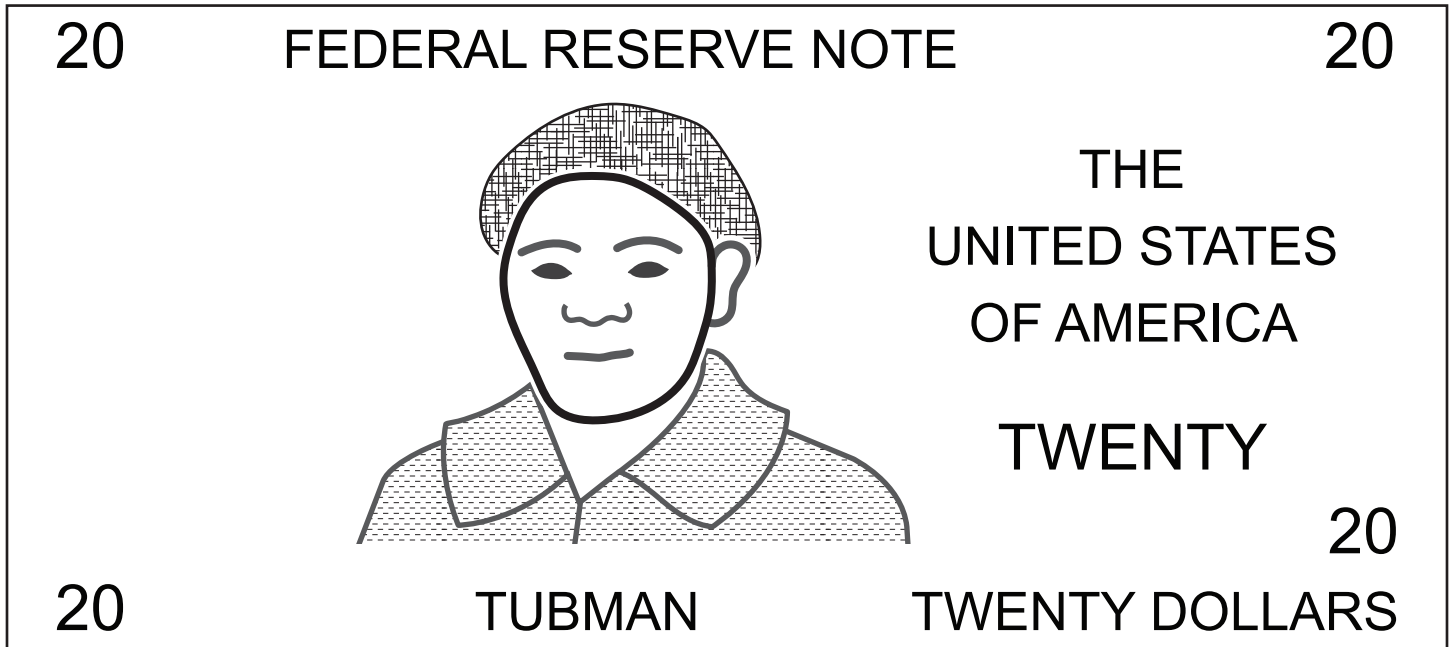 20 FEDERAL RESERVE NOTE 20
THE
UNITED STATES
OF AMERICA
TWENTY
20
20 TUBMAN TWENTY DOLLARS